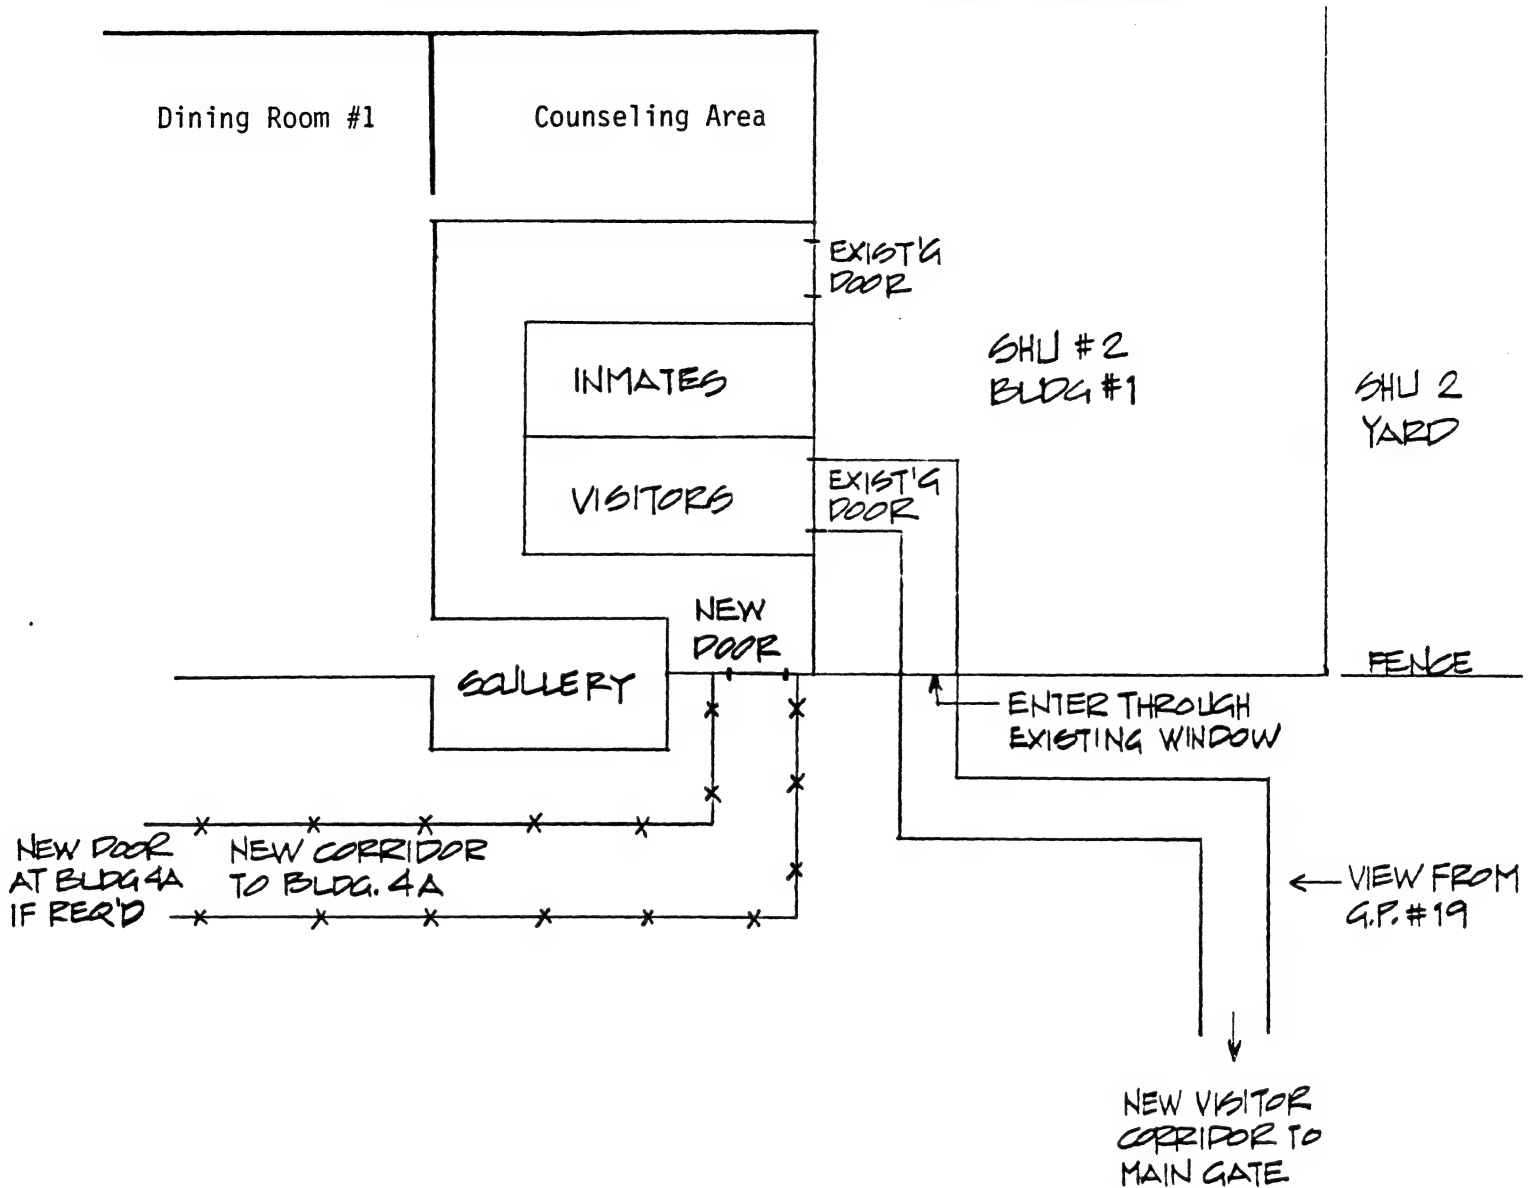 Dining Room #1
Counseling Area
EXIST'G
DOOR
INMATES
SHU #2
BLDG #1
SHU 2
YARD
VISITORS
EXIST'G
DOOR
NEW
DOOR
SCULLERY
FENCE
ENTER THROUGH
EXISTING WINDOW
NEW DOOR
AT BLDG 4A
IF REQ'D
NEW CORRIDOR
TO BLDG. 4A
VIEW FROM
G.P. #19
NEW VISITOR
CORRIDOR TO
MAIN GATE